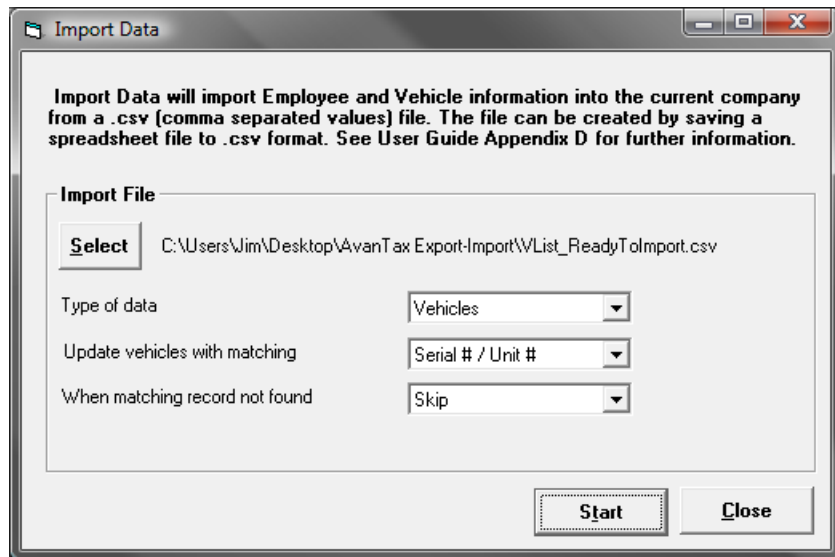 Import Data
Import Data will import Employee and Vehicle information into the current company
from a .csv (comma separated values) file. The file can be created by saving a
spreadsheet file to .csv format. See User Guide Appendix D for further information.
Import File
Select C:\Users\Jim\Desktop\AvanTax Export-Import\VList_ReadyToImport.csv
Type of data Vehicles
Update vehicles with matching Serial # / Unit #
When matching record not found Skip
Start Close